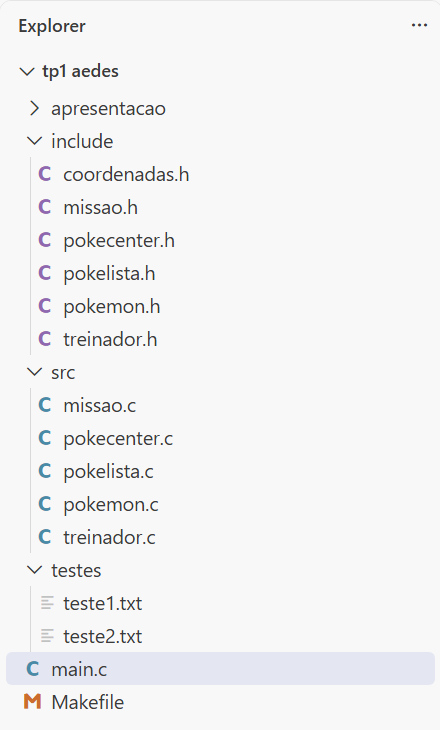 Explorer
tp1 aedes
apresentacao
include
C coordenadas.h
C missao.h
C pokecenter.h
C pokelista.h
C pokemon.h
C treinador.h
src
C missao.c
C pokecenter.c
C pokelista.c
C pokemon.c
C treinador.c
testes
teste1.txt
teste2.txt
C main.c
M Makefile